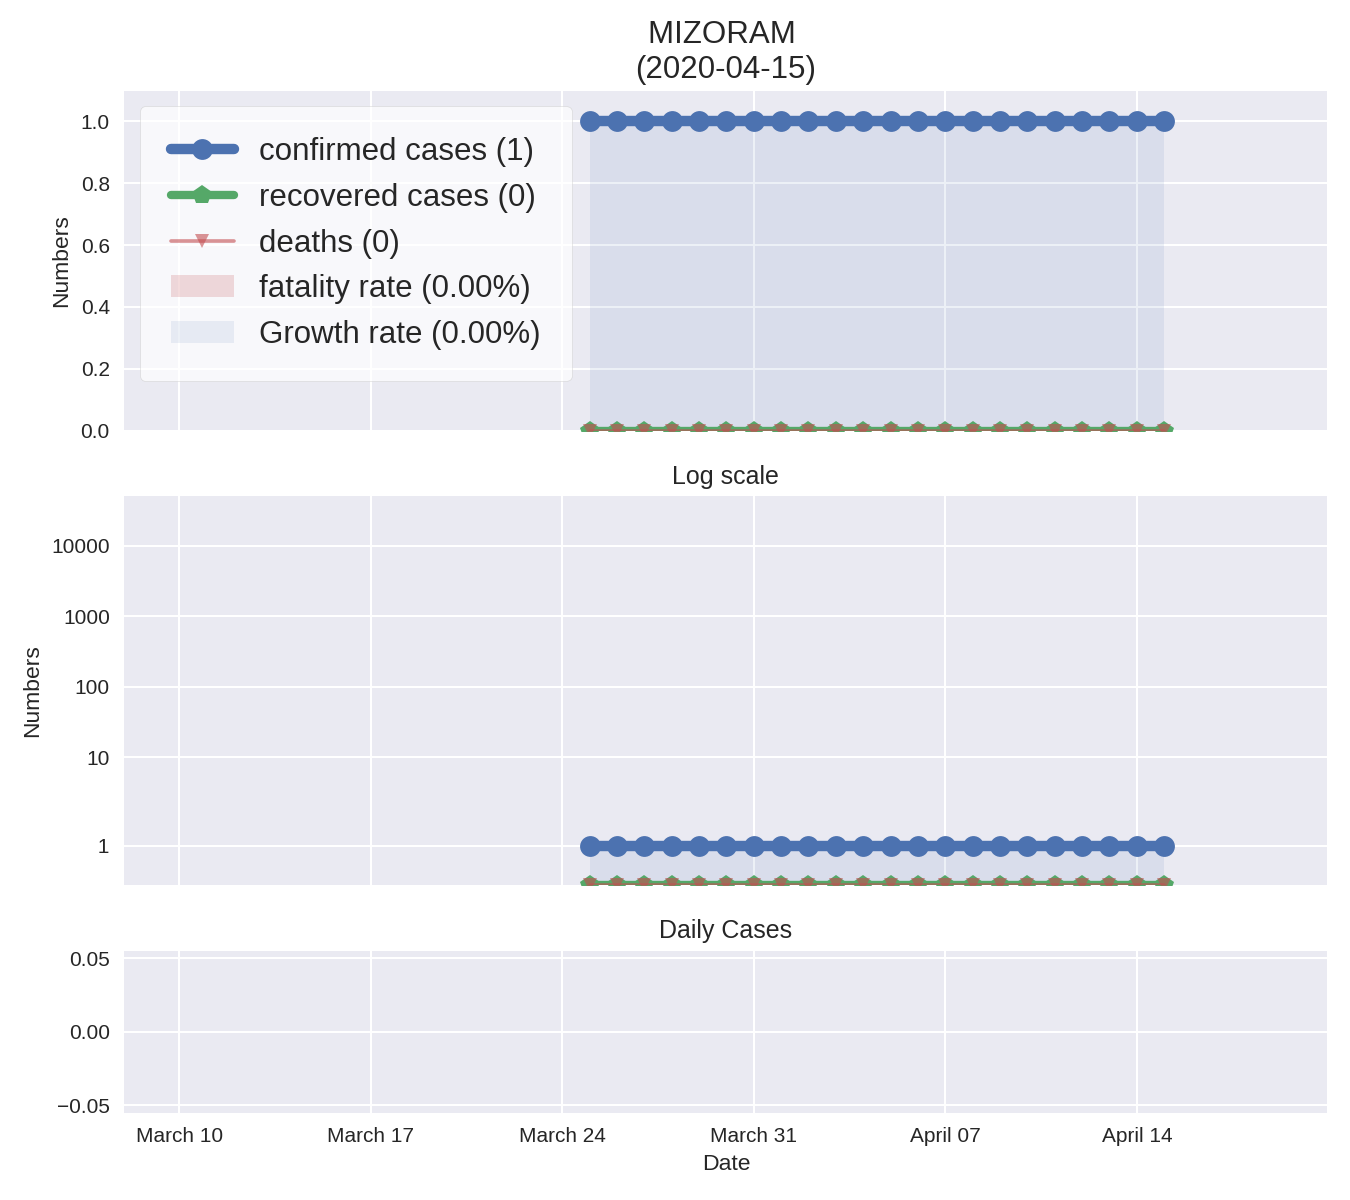 MIZORAM
(2020-04-15)
1.0
0.8
0.6
0.4
0.2
0.0
Numbers
confirmed cases (1)
recovered cases (0)
deaths (0)
fatality rate (0.00%)
Growth rate (0.00%)
Log scale
10000
1000
100
10
1
Numbers
Daily Cases
0.05
0.00
−0.05
March 10 March 17 March 24 March 31 April 07 April 14
Date